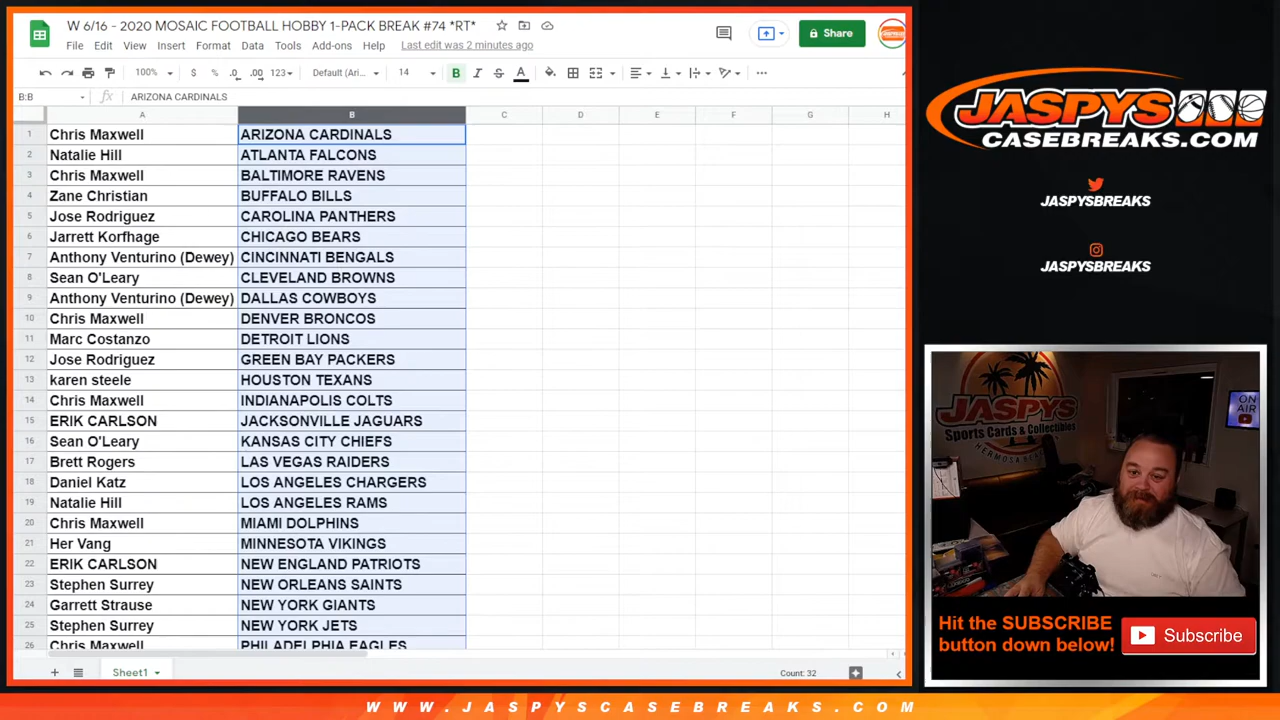 W 6/16 - 2020 MOSAIC FOOTBALL HOBBY 1-PACK BREAK #74 *RT*
File Edit View Insert Format Data Tools Add-ons Help Last edit was 2 minutes ago
Share
100% $ % .0 .00 123 Default (Ari... 14 B I S A
B:B fx ARIZONA CARDINALS
A B C D E F G H
1 Chris Maxwell ARIZONA CARDINALS
2 Natalie Hill ATLANTA FALCONS
3 Chris Maxwell BALTIMORE RAVENS
4 Zane Christian BUFFALO BILLS
5 Jose Rodriguez CAROLINA PANTHERS
6 Jarrett Korfhage CHICAGO BEARS
7 Anthony Venturino (Dewey) CINCINNATI BENGALS
8 Sean O'Leary CLEVELAND BROWNS
9 Anthony Venturino (Dewey) DALLAS COWBOYS
10 Chris Maxwell DENVER BRONCOS
11 Marc Costanzo DETROIT LIONS
12 Jose Rodriguez GREEN BAY PACKERS
13 karen steele HOUSTON TEXANS
14 Chris Maxwell INDIANAPOLIS COLTS
15 ERIK CARLSON JACKSONVILLE JAGUARS
16 Sean O'Leary KANSAS CITY CHIEFS
17 Brett Rogers LAS VEGAS RAIDERS
18 Daniel Katz LOS ANGELES CHARGERS
19 Natalie Hill LOS ANGELES RAMS
20 Chris Maxwell MIAMI DOLPHINS
21 Her Vang MINNESOTA VIKINGS
22 ERIK CARLSON NEW ENGLAND PATRIOTS
23 Stephen Surrey NEW ORLEANS SAINTS
24 Garrett Strause NEW YORK GIANTS
25 Stephen Surrey NEW YORK JETS
26 Chris Maxwell PHILADELPHIA EAGLES
Sheet1 Count: 32
JASPYS
CASEBREAKS.COM
JASPYSBREAKS
JASPYSBREAKS
JASPYS
Sports Cards & Collectibles
HERMOSA
ON
AIR
Hit the SUBSCRIBE
button down below!
Subscribe
WWW.JASPYSCASEBREAKS.COM